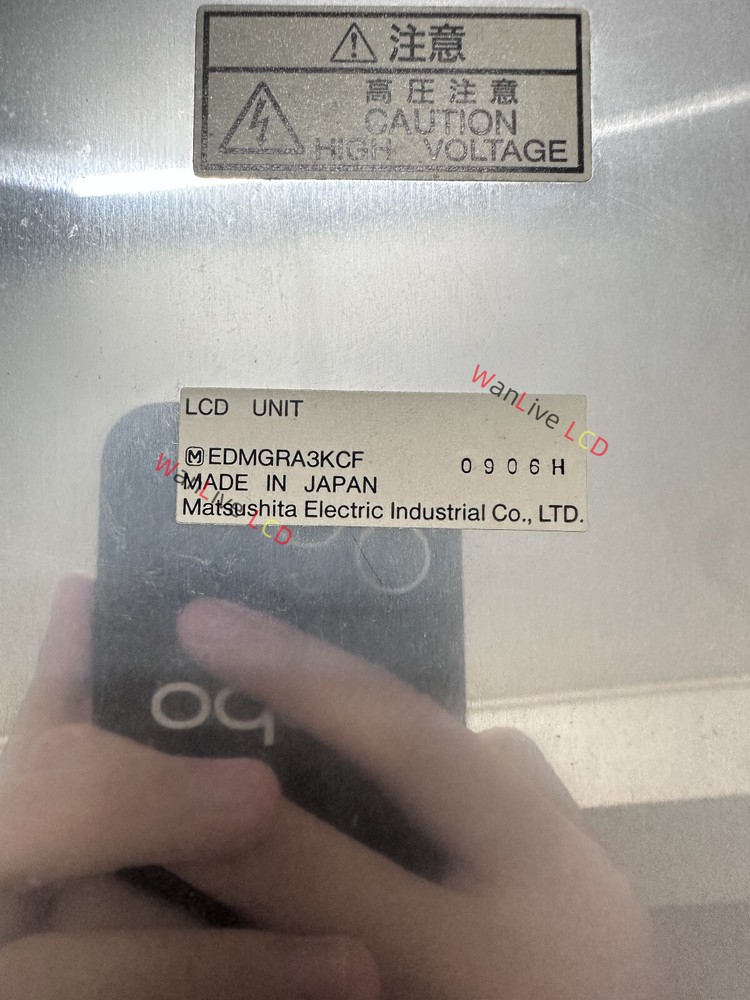 注意
高圧注意
CAUTION
HIGH VOLTAGE
WanLive LCD
LCD UNIT
MEDMGRA3KCF 0906H
MADE IN JAPAN
WanLive LCD
Matsushita Electric Industrial Co., LTD.